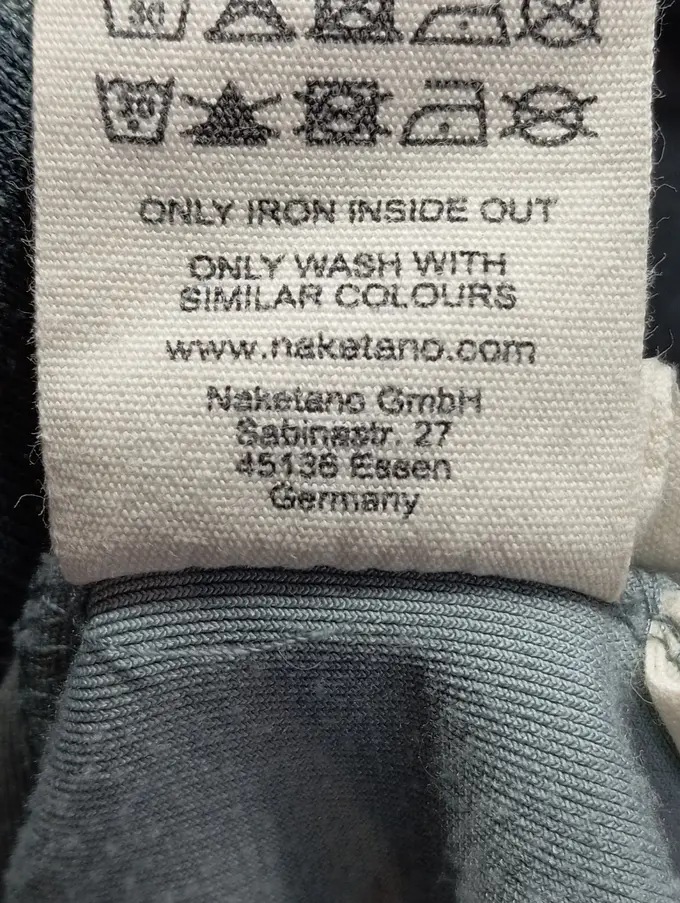 30
30
ONLY IRON INSIDE OUT
ONLY WASH WITH
SIMILAR COLOURS
www.naketano.com
Naketano GmbH
Sabinastr. 27
45136 Essen
Germany